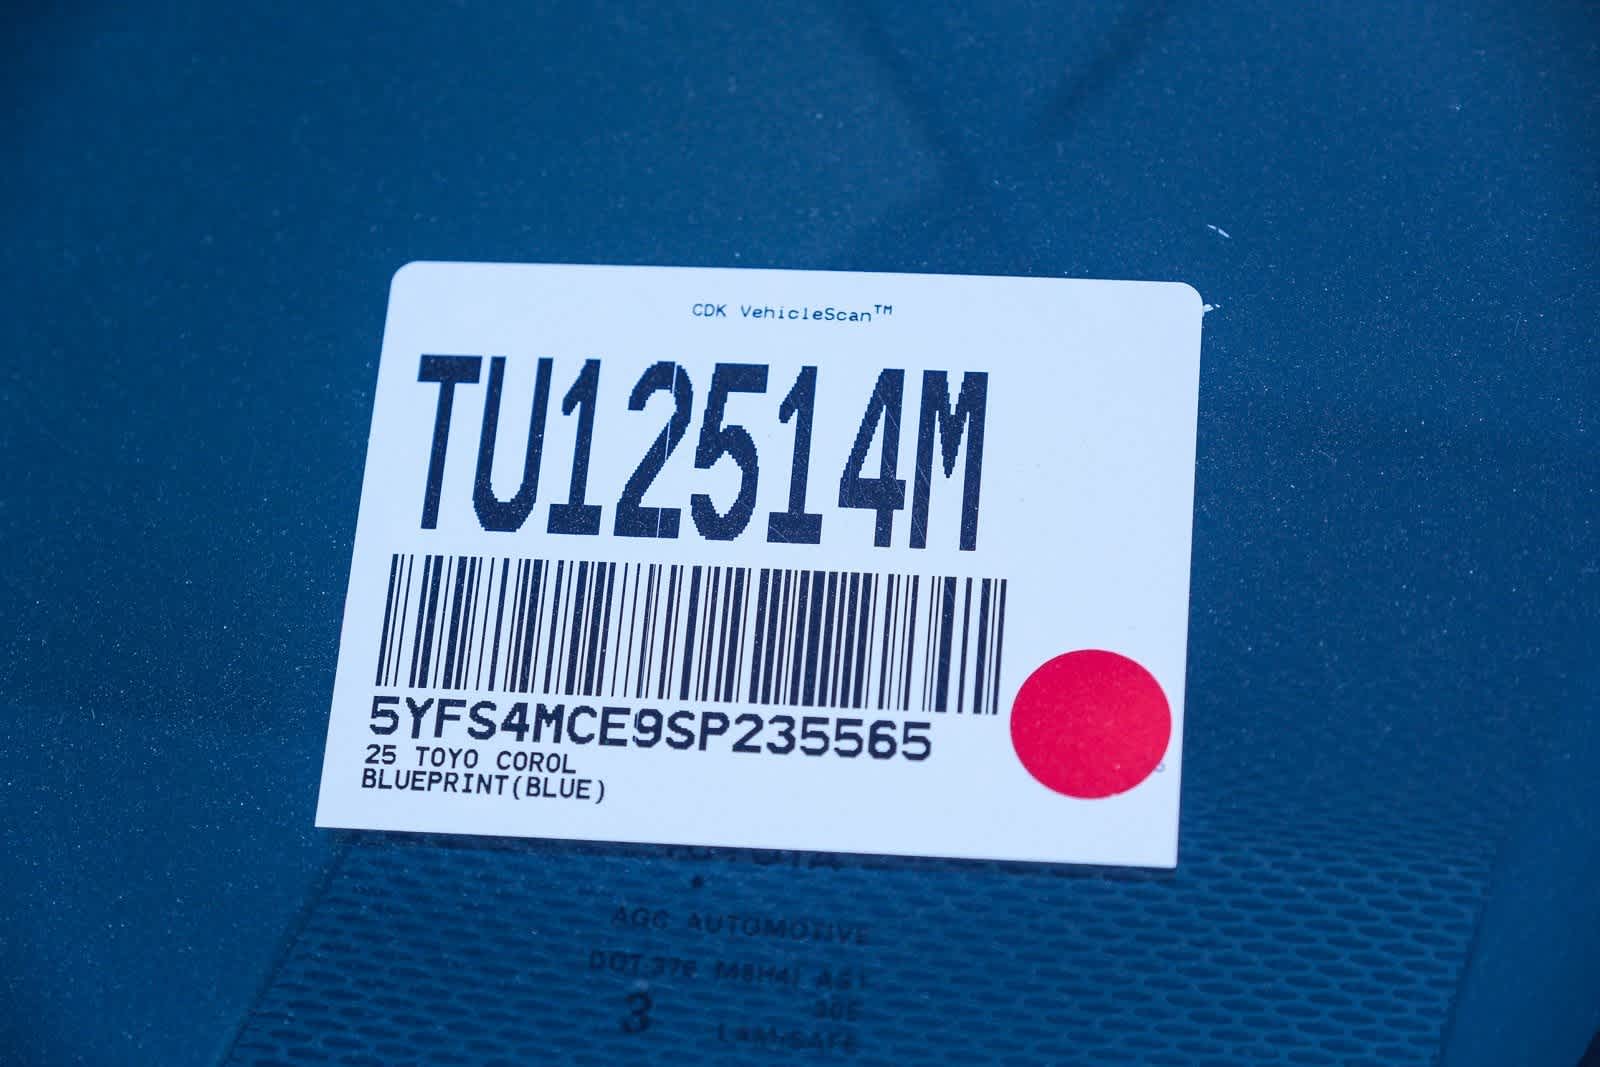 CDK VehicleScan™
TU12514M
5YFS4MCE9SP235565
25 TOYO COROL
BLUEPRINT(BLUE)
AGC AUTOMOTIVE
3